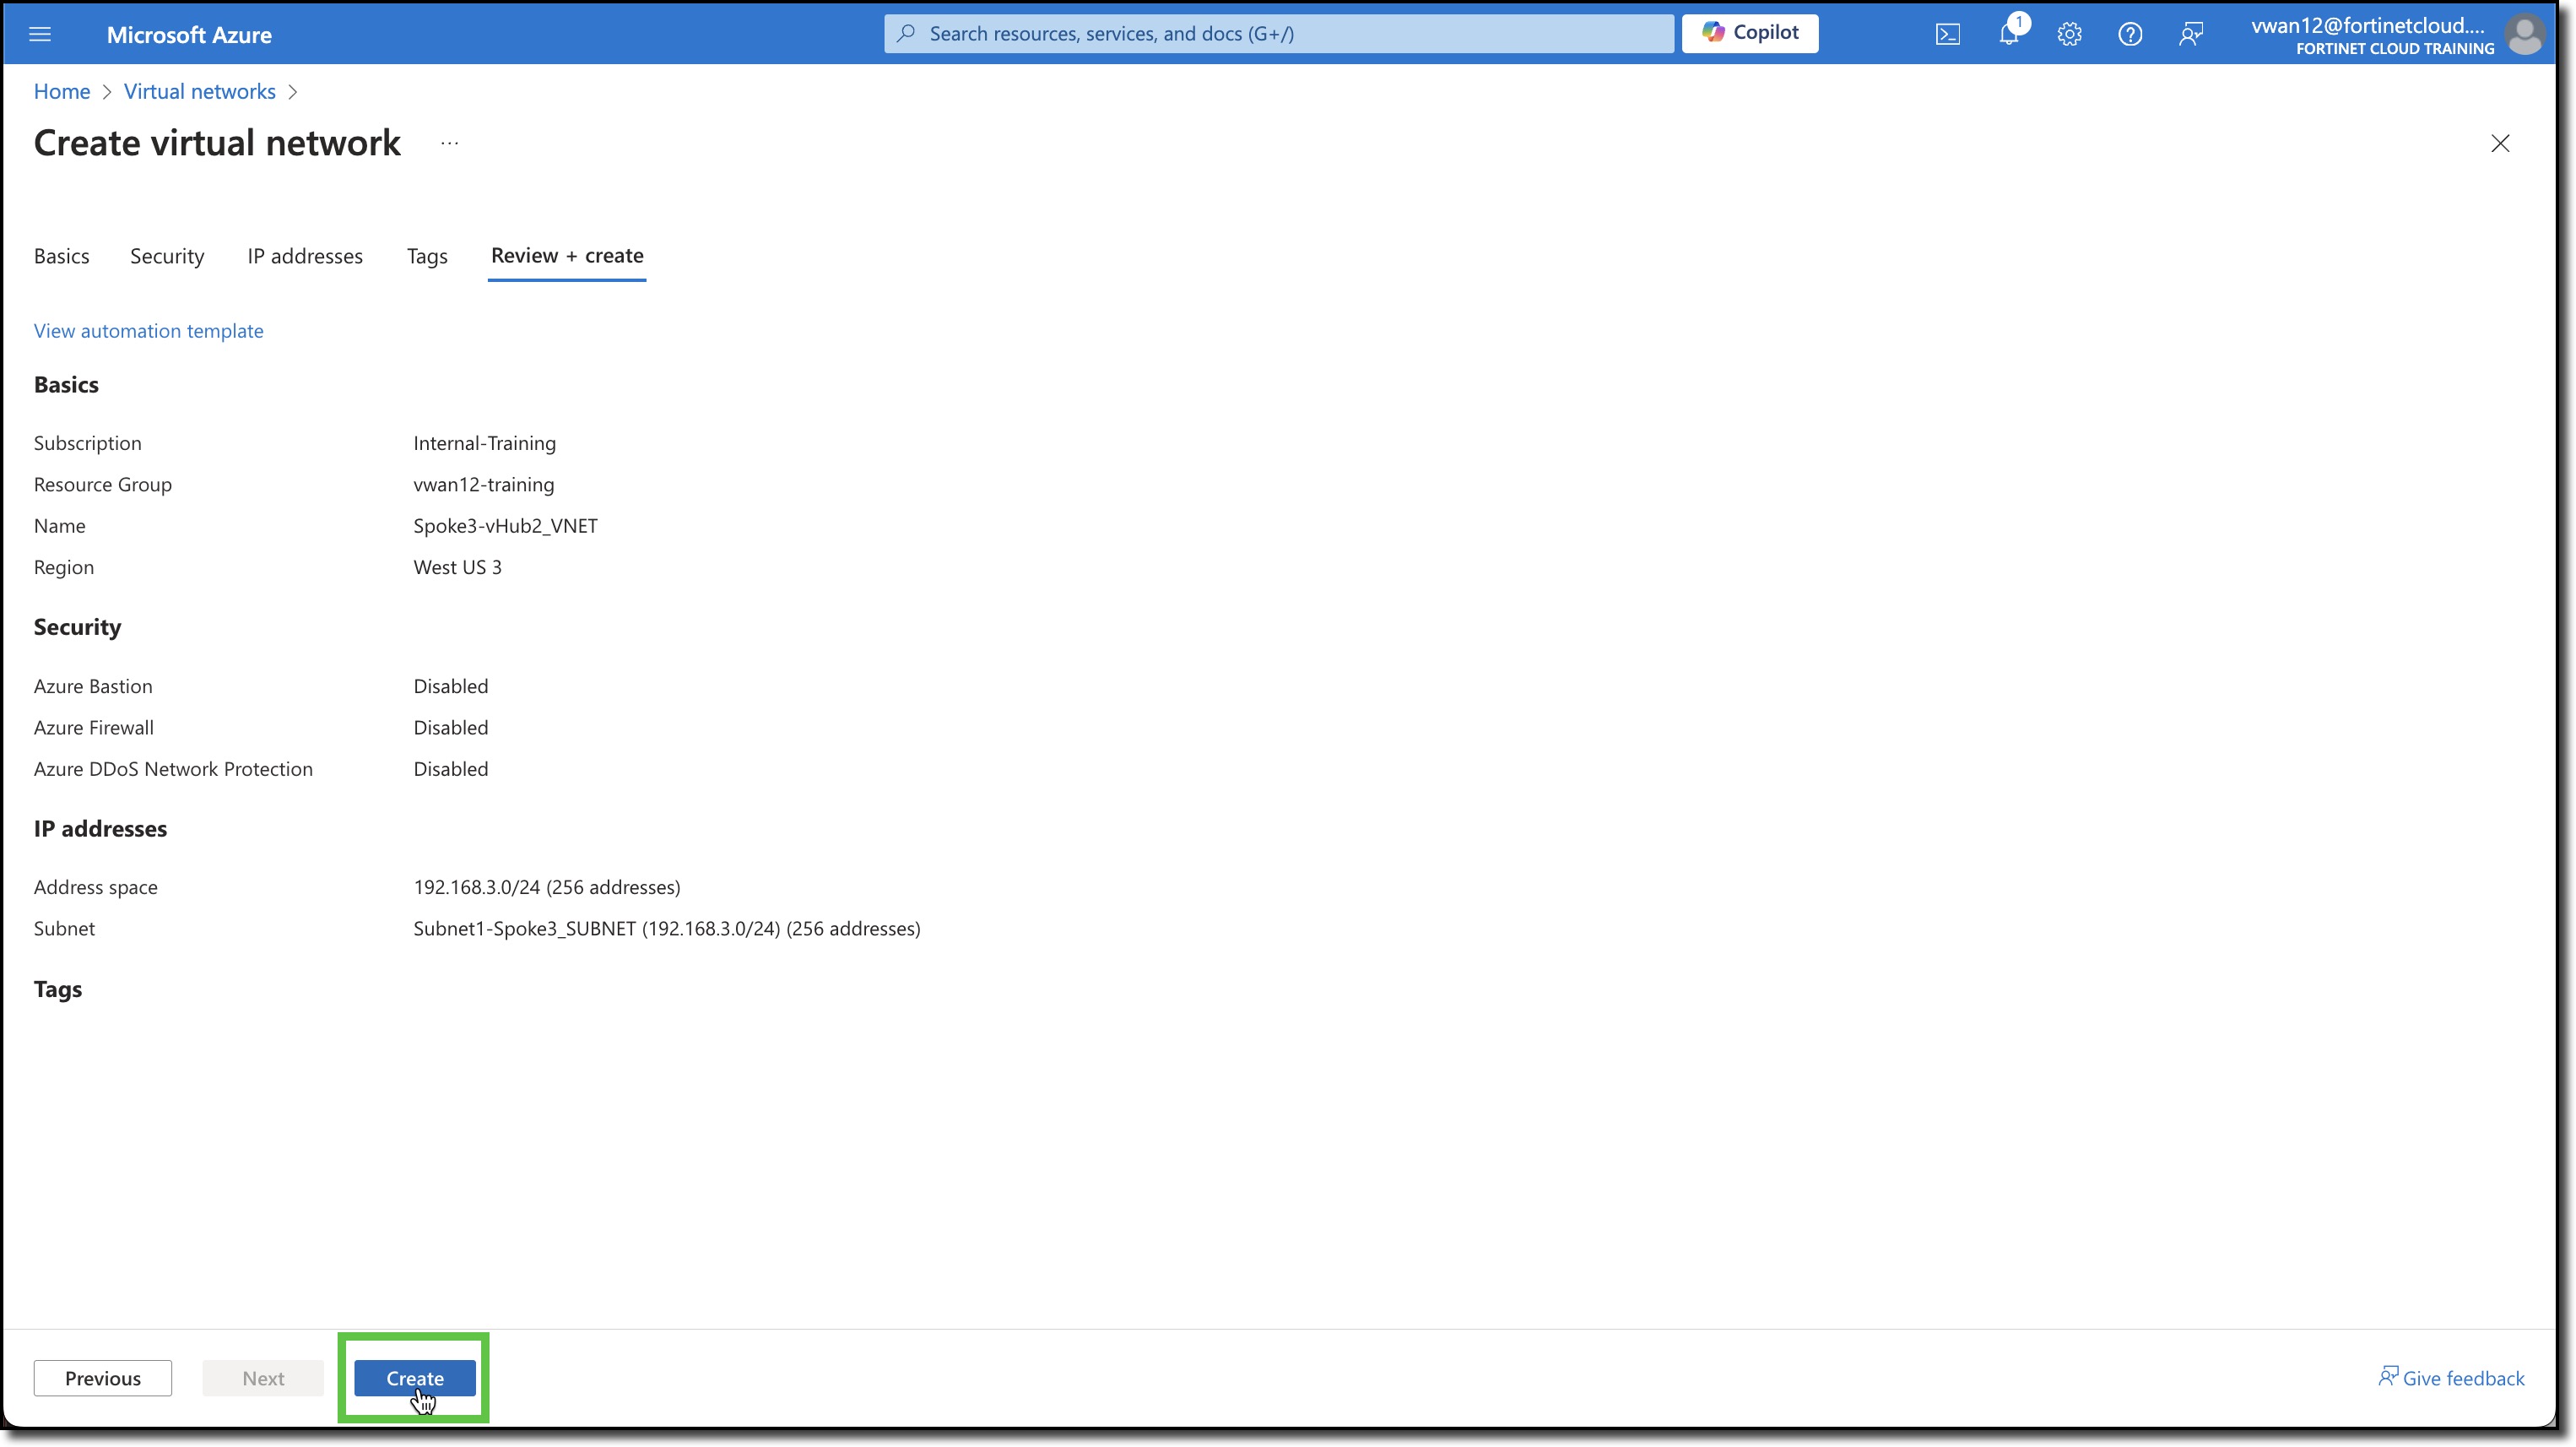 Microsoft Azure
Search resources, services, and docs (G+/)
Copilot
1
vwan12@fortinetcloud....
FORTINET CLOUD TRAINING
Home > Virtual networks >
Create virtual network ...
Basics Security IP addresses Tags Review + create
View automation template
Basics
Subscription Internal-Training
Resource Group vwan12-training
Name Spoke3-vHub2_VNET
Region West US 3
Security
Azure Bastion Disabled
Azure Firewall Disabled
Azure DDoS Network Protection Disabled
IP addresses
Address space 192.168.3.0/24 (256 addresses)
Subnet Subnet1-Spoke3_SUBNET (192.168.3.0/24) (256 addresses)
Tags
Previous Next Create Give feedback